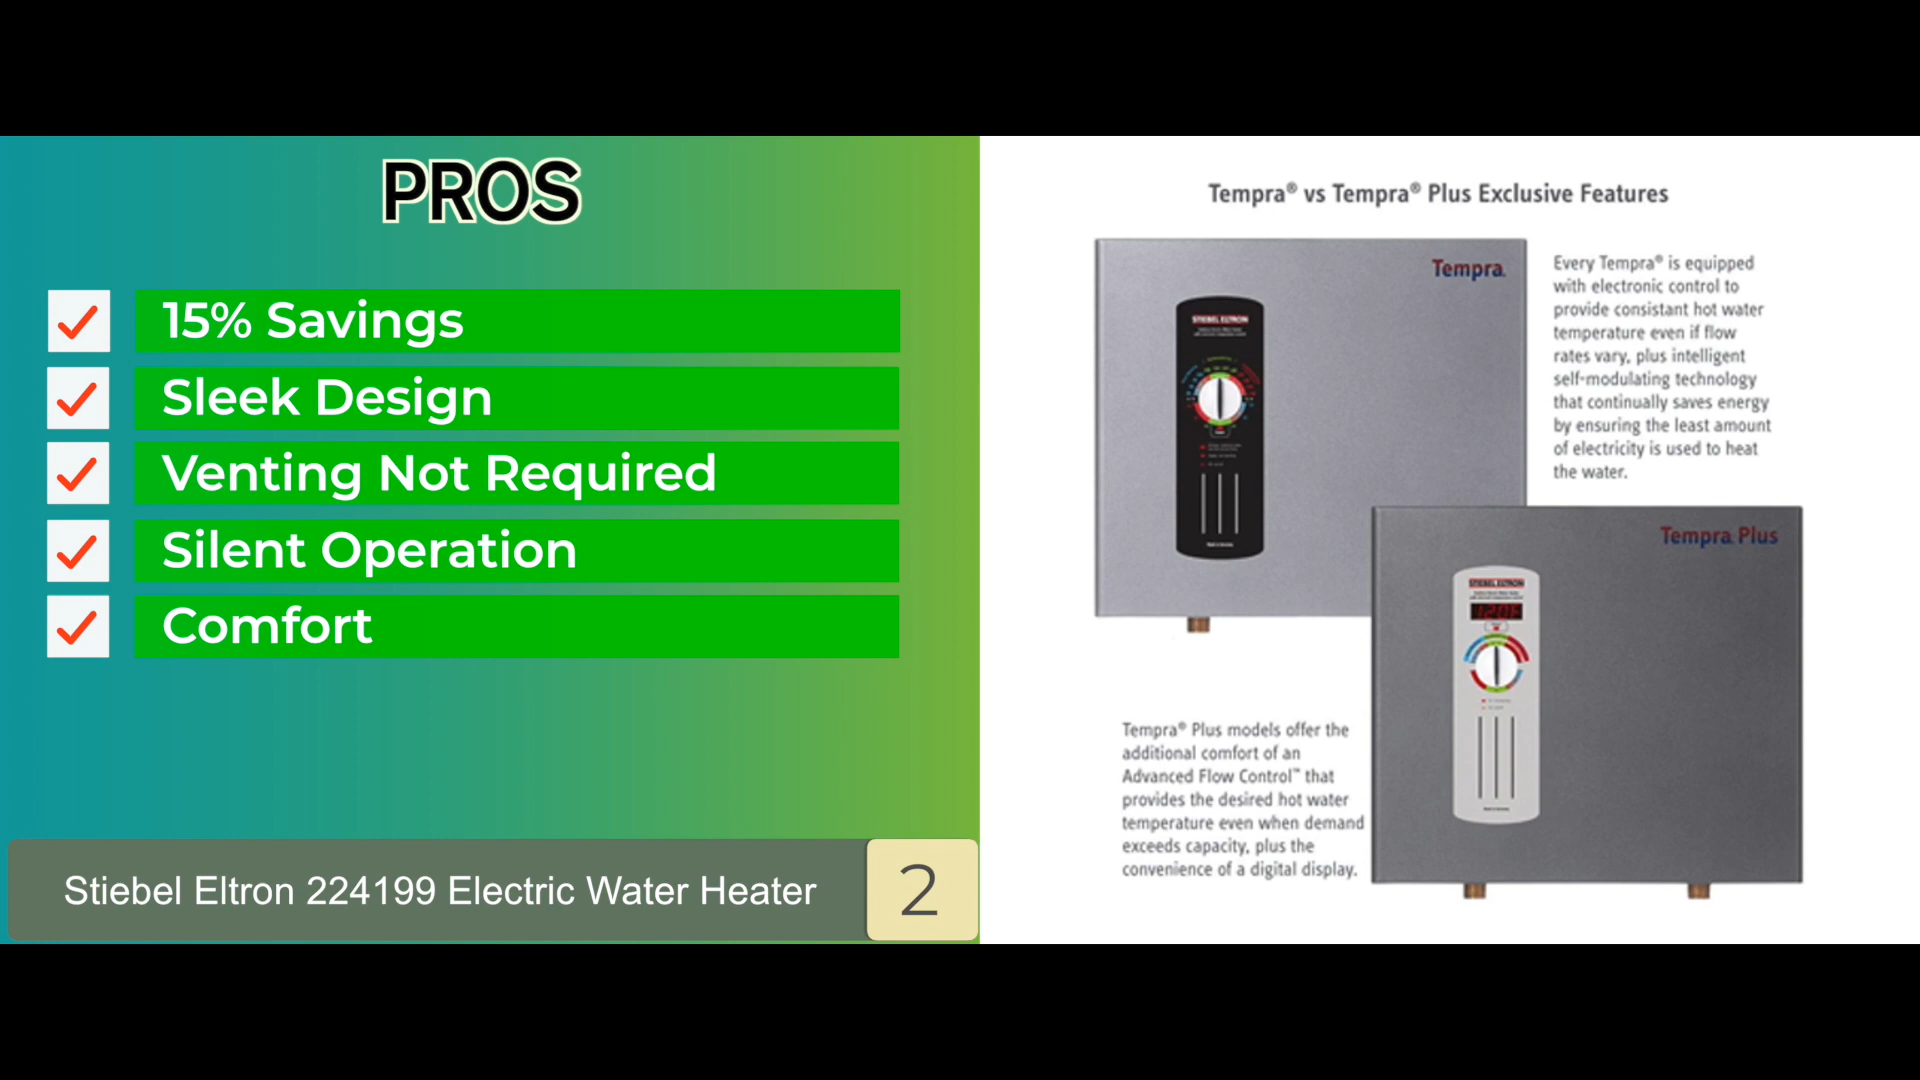 PROS
15% Savings
Sleek Design
Venting Not Required
Silent Operation
Comfort
Stiebel Eltron 224199 Electric Water Heater
2
Tempra® vs Tempra® Plus Exclusive Features
Tempra
STIEBEL ELTRON
Every Tempra® is equipped
with electronic control to
provide consistant hot water
temperature even if flow
rates vary, plus intelligent
self-modulating technology
that continually saves energy
by ensuring the least amount
of electricity is used to heat
the water.
Tempra Plus
STIEBEL ELTRON
Tempra® Plus models offer the
additional comfort of an
Advanced Flow Control™ that
provides the desired hot water
temperature even when demand
exceeds capacity, plus the
convenience of a digital display.